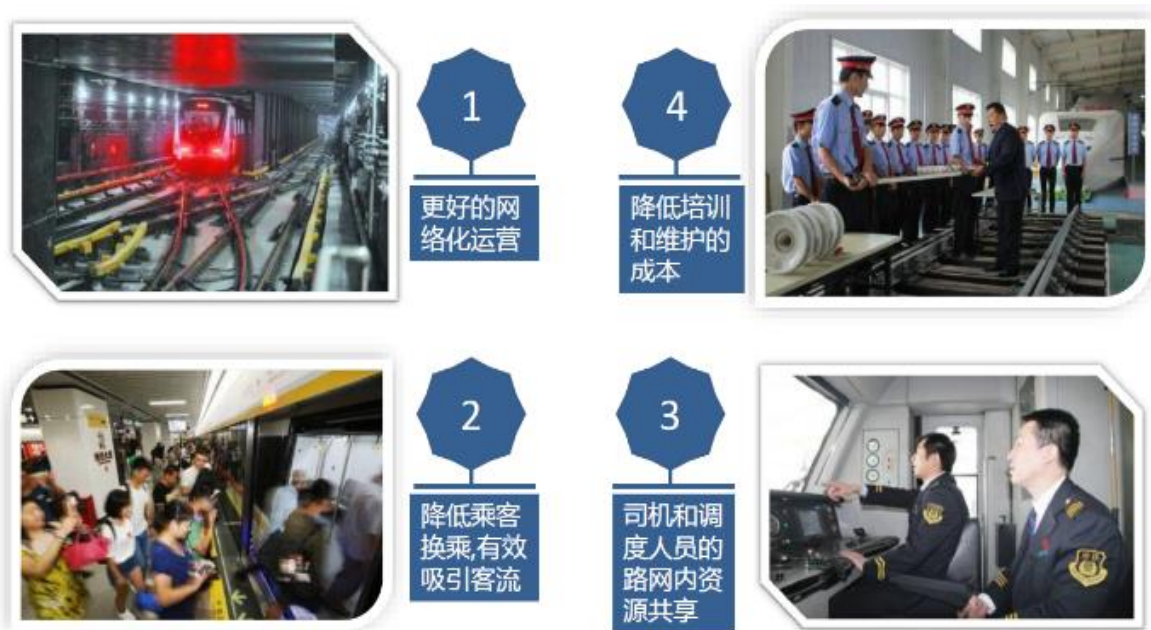 1
更好的网
络化运营
4
降低培训
和维护的
成本
2
降低乘客
换乘,有效
吸引客流
3
司机和调
度人员的
路网内资
源共享